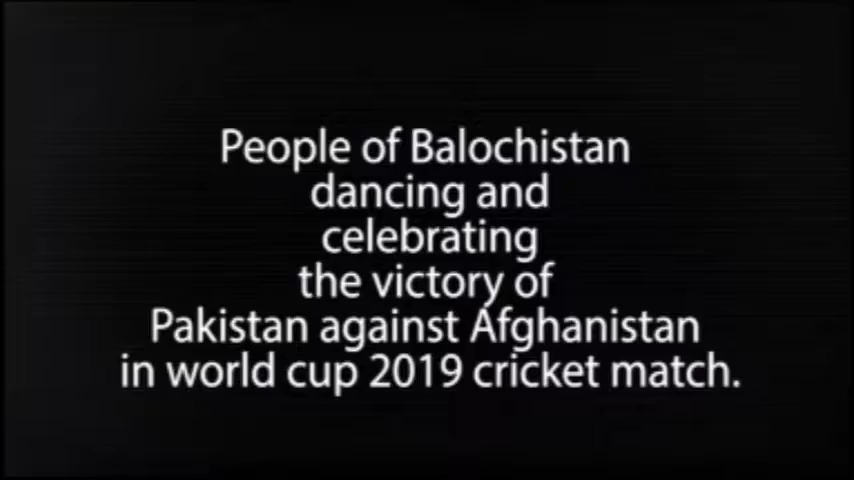 People of Balochistan
dancing and
celebrating
the victory of
Pakistan against Afghanistan
in world cup 2019 cricket match.